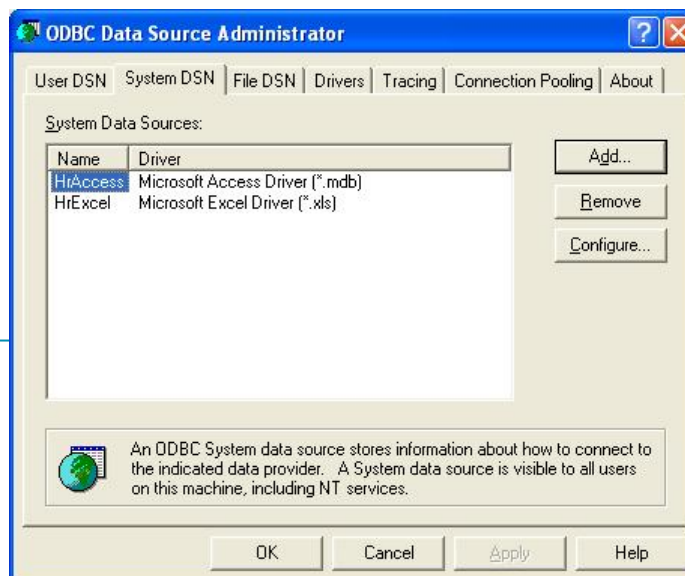 ODBC Data Source Administrator
User DSN System DSN File DSN Drivers Tracing Connection Pooling About
System Data Sources:
Name Driver
HrAccess Microsoft Access Driver (*.mdb)
HrExcel Microsoft Excel Driver (*.xls)
Add...
Remove
Configure...
An ODBC System data source stores information about how to connect to
the indicated data provider. A System data source is visible to all users
on this machine, including NT services.
OK Cancel Apply Help